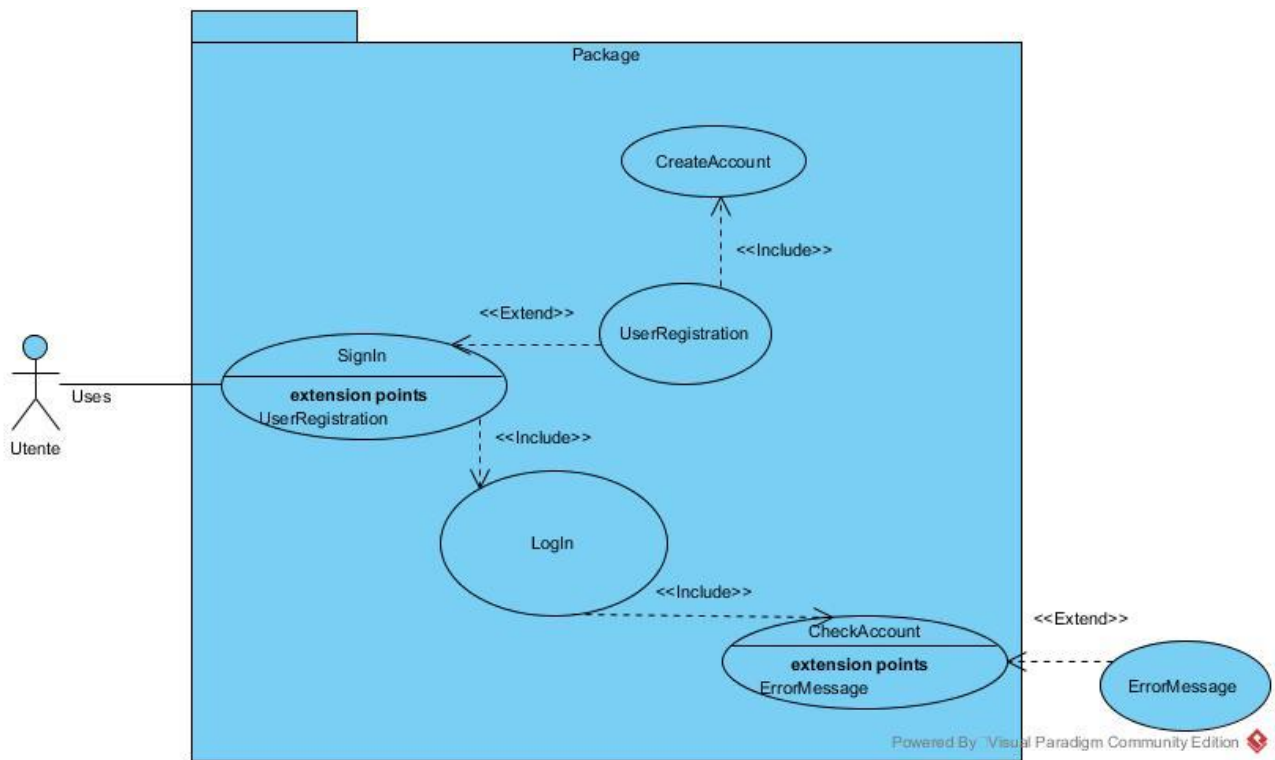 Package
CreateAccount
<<Include>>
<<Extend>>
UserRegistration
SignIn
extension points
UserRegistration
Uses
Utente
<<Include>>
LogIn
<<Include>>
CheckAccount
extension points
ErrorMessage
<<Extend>>
ErrorMessage
Powered By Visual Paradigm Community Edition